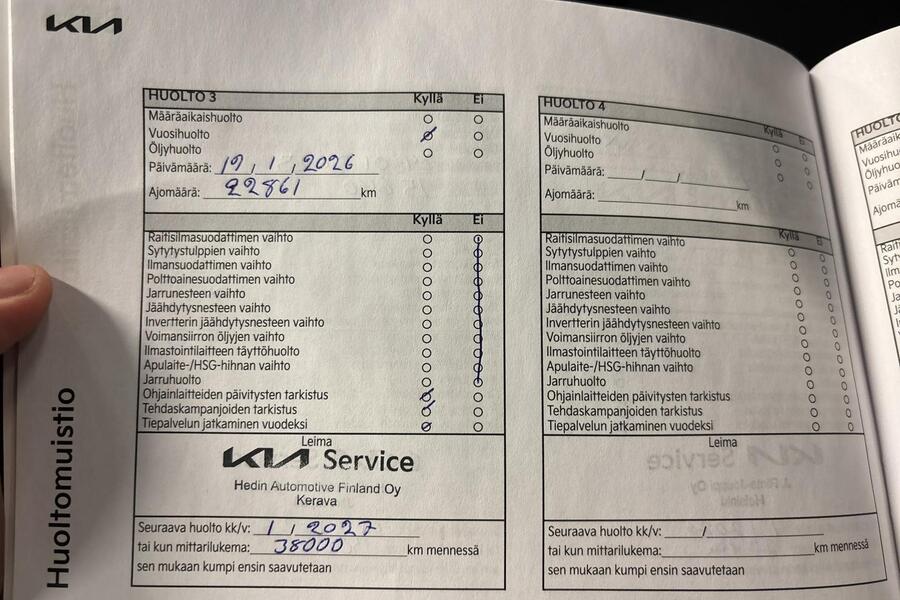 KIA
Huoltomuistio
HUOLTO 3 Kyllä Ei
Määräaikaishuolto
Vuosihuolto
Öljyhuolto
Päivämäärä: 19, 1, 2026
Ajomäärä: 22861 km
Kyllä Ei
Raitisilmasuodattimen vaihto
Sytytystulppien vaihto
Ilmansuodattimen vaihto
Polttoainesuodattimen vaihto
Jarrunesteen vaihto
Jäähdytysnesteen vaihto
Invertterin jäähdytysnesteen vaihto
Voimansiirron öljyjen vaihto
Ilmastointilaitteen täyttöhuolto
Apulaite-/HSG-hihnan vaihto
Jarruhuolto
Ohjainlaitteiden päivitysten tarkistus
Tehdaskampanjoiden tarkistus
Tiepalvelun jatkaminen vuodeksi
Leima
KIA Service
Hedin Automotive Finland Oy
Kerava
Seuraava huolto kk/v: 1, 2027
tai kun mittarilukema: 38000 km mennessä
sen mukaan kumpi ensin saavutetaan
HUOLTO 4 Kyllä Ei
Määräaikaishuolto
Vuosihuolto
Öljyhuolto
Päivämäärä: / /
Ajomäärä: km
Kyllä Ei
Raitisilmasuodattimen vaihto
Sytytystulppien vaihto
Ilmansuodattimen vaihto
Polttoainesuodattimen vaihto
Jarrunesteen vaihto
Jäähdytysnesteen vaihto
Invertterin jäähdytysnesteen vaihto
Voimansiirron öljyjen vaihto
Ilmastointilaitteen täyttöhuolto
Apulaite-/HSG-hihnan vaihto
Jarruhuolto
Ohjainlaitteiden päivitysten tarkistus
Tehdaskampanjoiden tarkistus
Tiepalvelun jatkaminen vuodeksi
Leima
Seuraava huolto kk/v: /
tai kun mittarilukema: km mennessä
sen mukaan kumpi ensin saavutetaan